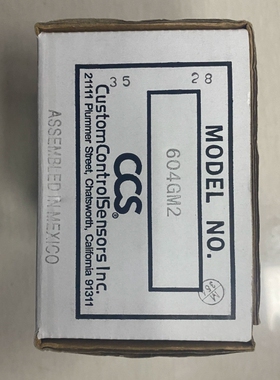 35
28
MODEL NO.
604GM2
CCS®
CustomControlSensors Inc.
21111 Plummer Street, Chatsworth, California 91311
ASSEMBLED IN MEXICO